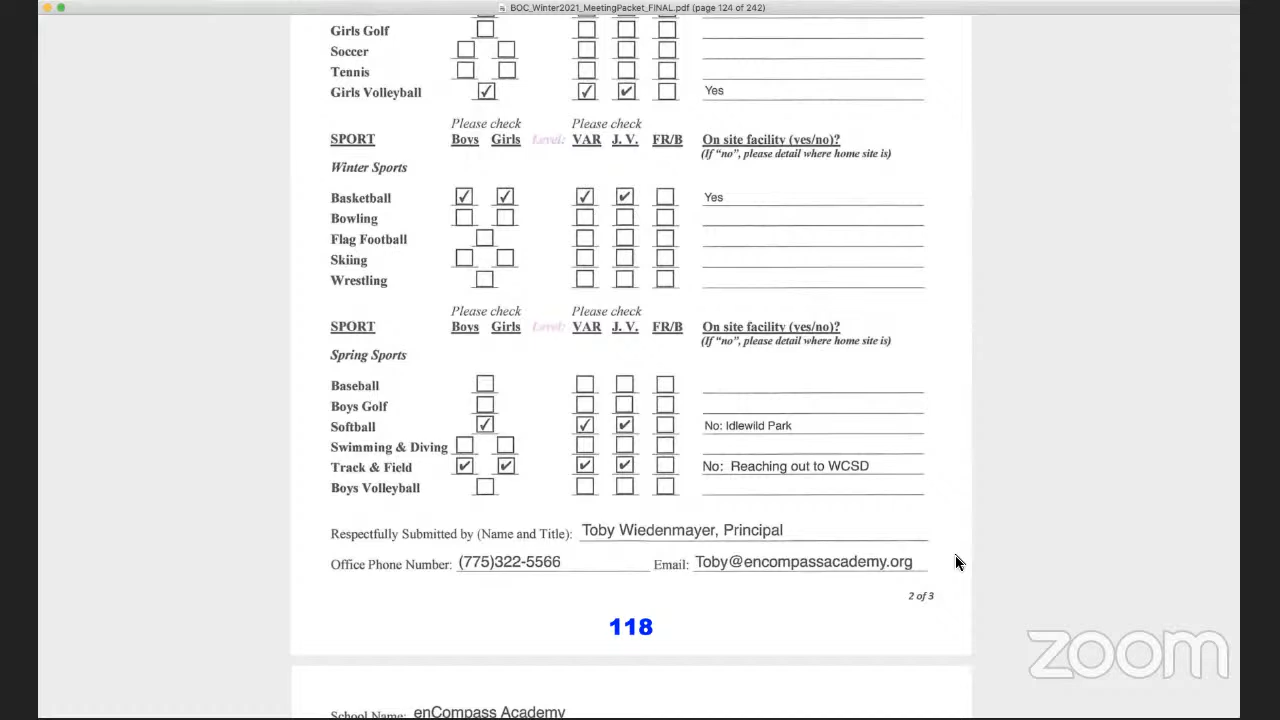 BOC_Winter2021_MeetingPacket_FINAL.pdf (page 124 of 242)
Girls Golf
Soccer
Tennis
Girls Volleyball Yes
Please check Please check
SPORT Boys Girls Level: VAR J. V. FR/B On site facility (yes/no)?
(If “no”, please detail where home site is)
Winter Sports
Basketball Yes
Bowling
Flag Football
Skiing
Wrestling
Please check Please check
SPORT Boys Girls Level: VAR J. V. FR/B On site facility (yes/no)?
(If “no”, please detail where home site is)
Spring Sports
Baseball
Boys Golf
Softball No: Idlewild Park
Swimming & Diving
Track & Field No: Reaching out to WCSD
Boys Volleyball
Respectfully Submitted by (Name and Title): Toby Wiedenmayer, Principal
Office Phone Number: (775)322-5566 Email: Toby@encompassacademy.org
2 of 3
118
zoom
School Name: enCompass Academy